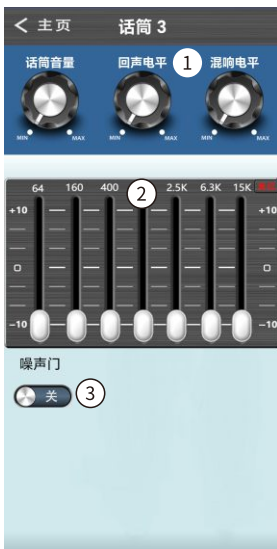 主页 话筒 3
话筒音量 回声电平 ① 混响电平
MIN MAX MIN MAX MIN MAX
64 160 400 ② 2.5K 6.3K 15K
+10 +10
0 0
-10 -10
噪声门
关 ③